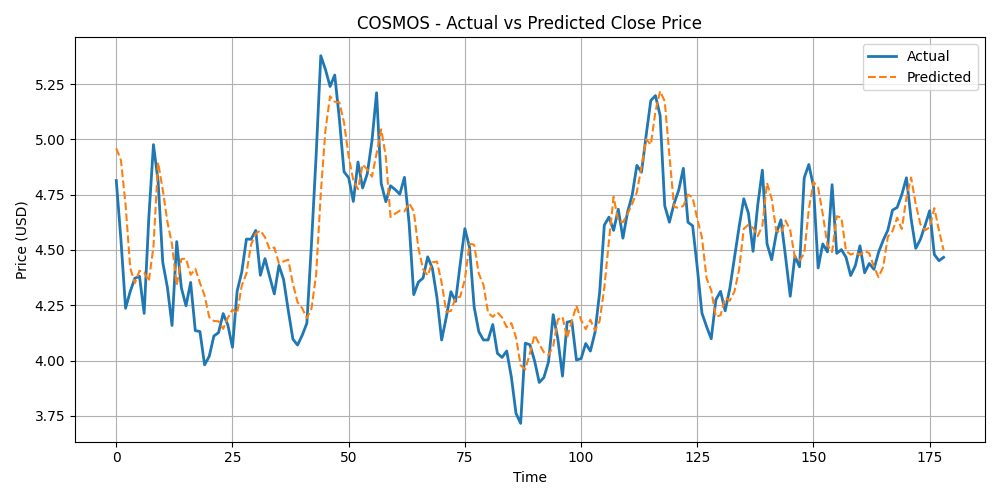 COSMOS - Actual vs Predicted Close Price
Actual
Predicted
Price (USD)
5.25
5.00
4.75
4.50
4.25
4.00
3.75
0 25 50 75 100 125 150 175
Time